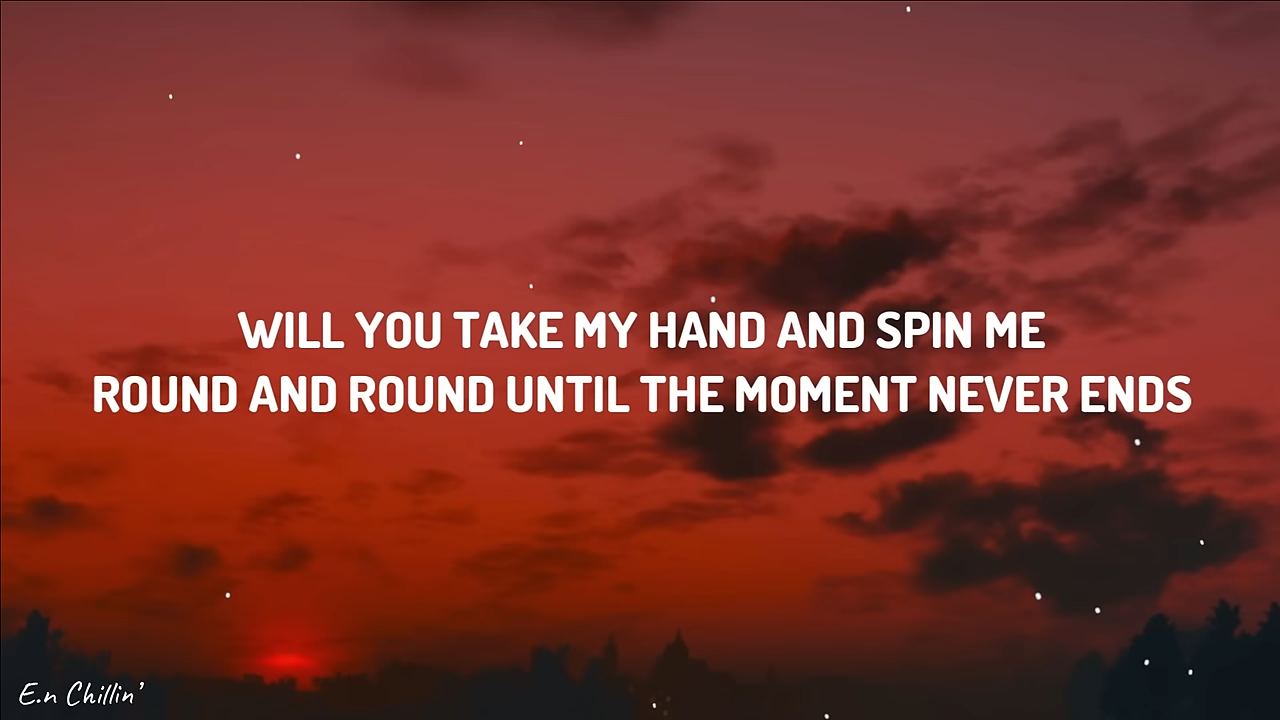 WILL YOU TAKE MY HAND AND SPIN ME
ROUND AND ROUND UNTIL THE MOMENT NEVER ENDS
E.n Chillin'